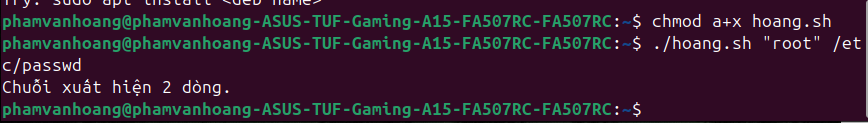 Try: sudo apt install <deb name>
phamvanhoang@phamvanhoang-ASUS-TUF-Gaming-A15-FA507RC-FA507RC:~$ chmod a+x hoang.sh
phamvanhoang@phamvanhoang-ASUS-TUF-Gaming-A15-FA507RC-FA507RC:~$ ./hoang.sh "root" /et
c/passwd
Chuỗi xuất hiện 2 dòng.
phamvanhoang@phamvanhoang-ASUS-TUF-Gaming-A15-FA507RC-FA507RC:~$